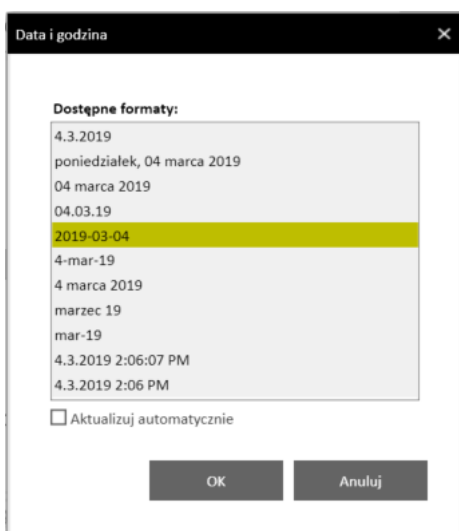 Data i godzina
Dostępne formaty:
4.3.2019
poniedziałek, 04 marca 2019
04 marca 2019
04.03.19
2019-03-04
4-mar-19
4 marca 2019
marzec 19
mar-19
4.3.2019 2:06:07 PM
4.3.2019 2:06 PM
Aktualizuj automatycznie
OK Anuluj